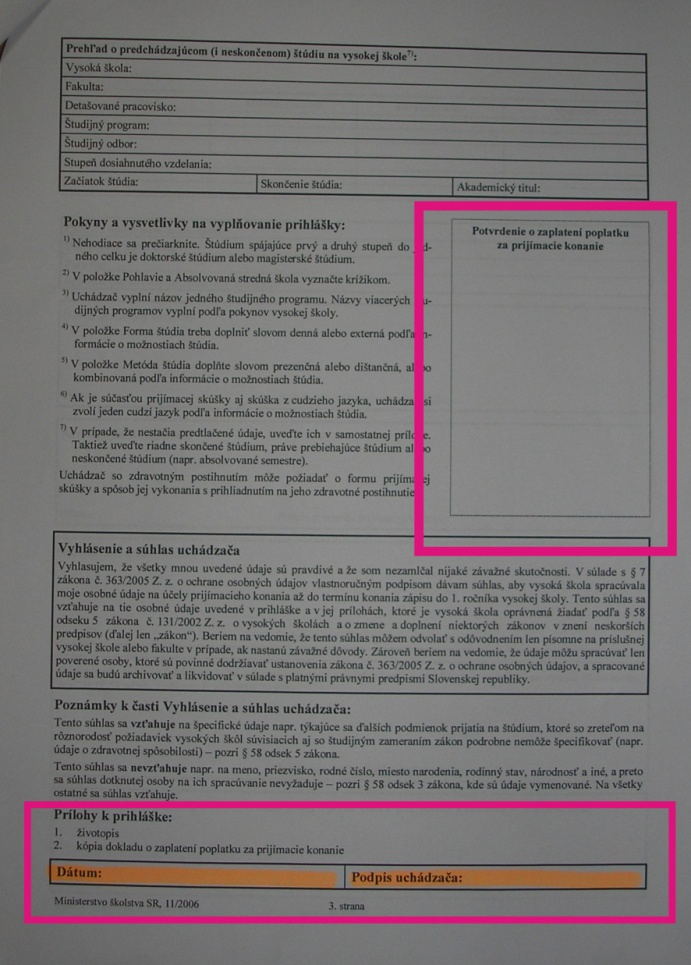 Prehľad o predchádzajúcom (i neskončenom) štúdiu na vysokej škole7):
Vysoká škola:
Fakulta:
Detašované pracovisko:
Študijný program:
Študijný odbor:
Stupeň dosiahnutého vzdelania:
Začiatok štúdia: Skončenie štúdia: Akademický titul:
Pokyny a vysvetlivky na vyplňovanie prihlášky:
1) Nehodiace sa prečiarknite. Štúdium spájajúce prvý a druhý stupeň do d-
ného celku je doktorské štúdium alebo magisterské štúdium.
2) V položke Pohlavie a Absolvovaná stredná škola vyznačte krížikom.
3) Uchádzač vyplní názov jedného študijného programu. Názvy viacerých u-
dijných programov vyplní podľa pokynov vysokej školy.
4) V položke Forma štúdia treba doplniť slovom denná alebo externá podľa n-
formácie o možnostiach štúdia.
5) V položke Metóda štúdia doplňte slovom prezenčná alebo dištančná, al bo
kombinovaná podľa informácie o možnostiach štúdia.
6) Ak je súčasťou prijímacej skúšky aj skúška z cudzieho jazyka, uchádza si
zvolí jeden cudzí jazyk podľa informácie o možnostiach štúdia.
7) V prípade, že nestačia predtlačené údaje, uveďte ich v samostatnej prílo e.
Taktiež uveďte riadne skončené štúdium, práve prebiehajúce štúdium al bo
neskončené štúdium (napr. absolvované semestre).
Uchádzač so zdravotným postihnutím môže požiadať o formu prijíma ej
skúšky a spôsob jej vykonania s prihliadnutím na jeho zdravotné postihnutie
Potvrdenie o zaplatení poplatku
za prijímacie konanie
Vyhlásenie a súhlas uchádzača
Vyhlasujem, že všetky mnou uvedené údaje sú pravdivé a že som nezamlčal nijaké závažné skutočnosti. V súlade s § 7
zákona č. 363/2005 Z. z. o ochrane osobných údajov vlastnoručným podpisom dávam súhlas, aby vysoká škola spracúvala
moje osobné údaje na účely prijímacieho konania až do termínu konania zápisu do 1. ročníka vysokej školy. Tento súhlas sa
vzťahuje na tie osobné údaje uvedené v prihláške a v jej prílohách, ktoré je vysoká škola oprávnená žiadať podľa § 58
odseku 5 zákona č. 131/2002 Z. z. o vysokých školách a o zmene a doplnení niektorých zákonov v znení neskorších
predpisov (ďalej len „zákon“). Beriem na vedomie, že tento súhlas môžem odvolať s odôvodnením len písomne na príslušnej
vysokej škole alebo fakulte v prípade, ak nastanú závažné dôvody. Zároveň beriem na vedomie, že údaje môžu spracúvať len
poverené osoby, ktoré sú povinné dodržiavať ustanovenia zákona č. 363/2005 Z. z. o ochrane osobných údajov, a spracované
údaje sa budú archivovať a likvidovať v súlade s platnými právnymi predpismi Slovenskej republiky.
Poznámky k časti Vyhlásenie a súhlas uchádzača:
Tento súhlas sa vzťahuje na špecifické údaje napr. týkajúce sa ďalších podmienok prijatia na štúdium, ktoré so zreteľom na
rôznorodosť požiadaviek vysokých škôl súvisiacich aj so študijným zameraním zákon podrobne nemôže špecifikovať (napr.
údaje o zdravotnej spôsobilosti) – pozri § 58 odsek 5 zákona.
Tento súhlas sa nevzťahuje napr. na meno, priezvisko, rodné číslo, miesto narodenia, rodinný stav, národnosť a iné, a preto
sa súhlas dotknutej osoby na ich spracúvanie nevyžaduje – pozri § 58 odsek 3 zákona, kde sú údaje vymenované. Na všetky
ostatné sa súhlas vzťahuje.
Prílohy k prihláške:
1. životopis
2. kópia dokladu o zaplatení poplatku za prijímacie konanie
Dátum: Podpis uchádzača:
Ministerstvo školstva SR, 11/2006 3. strana